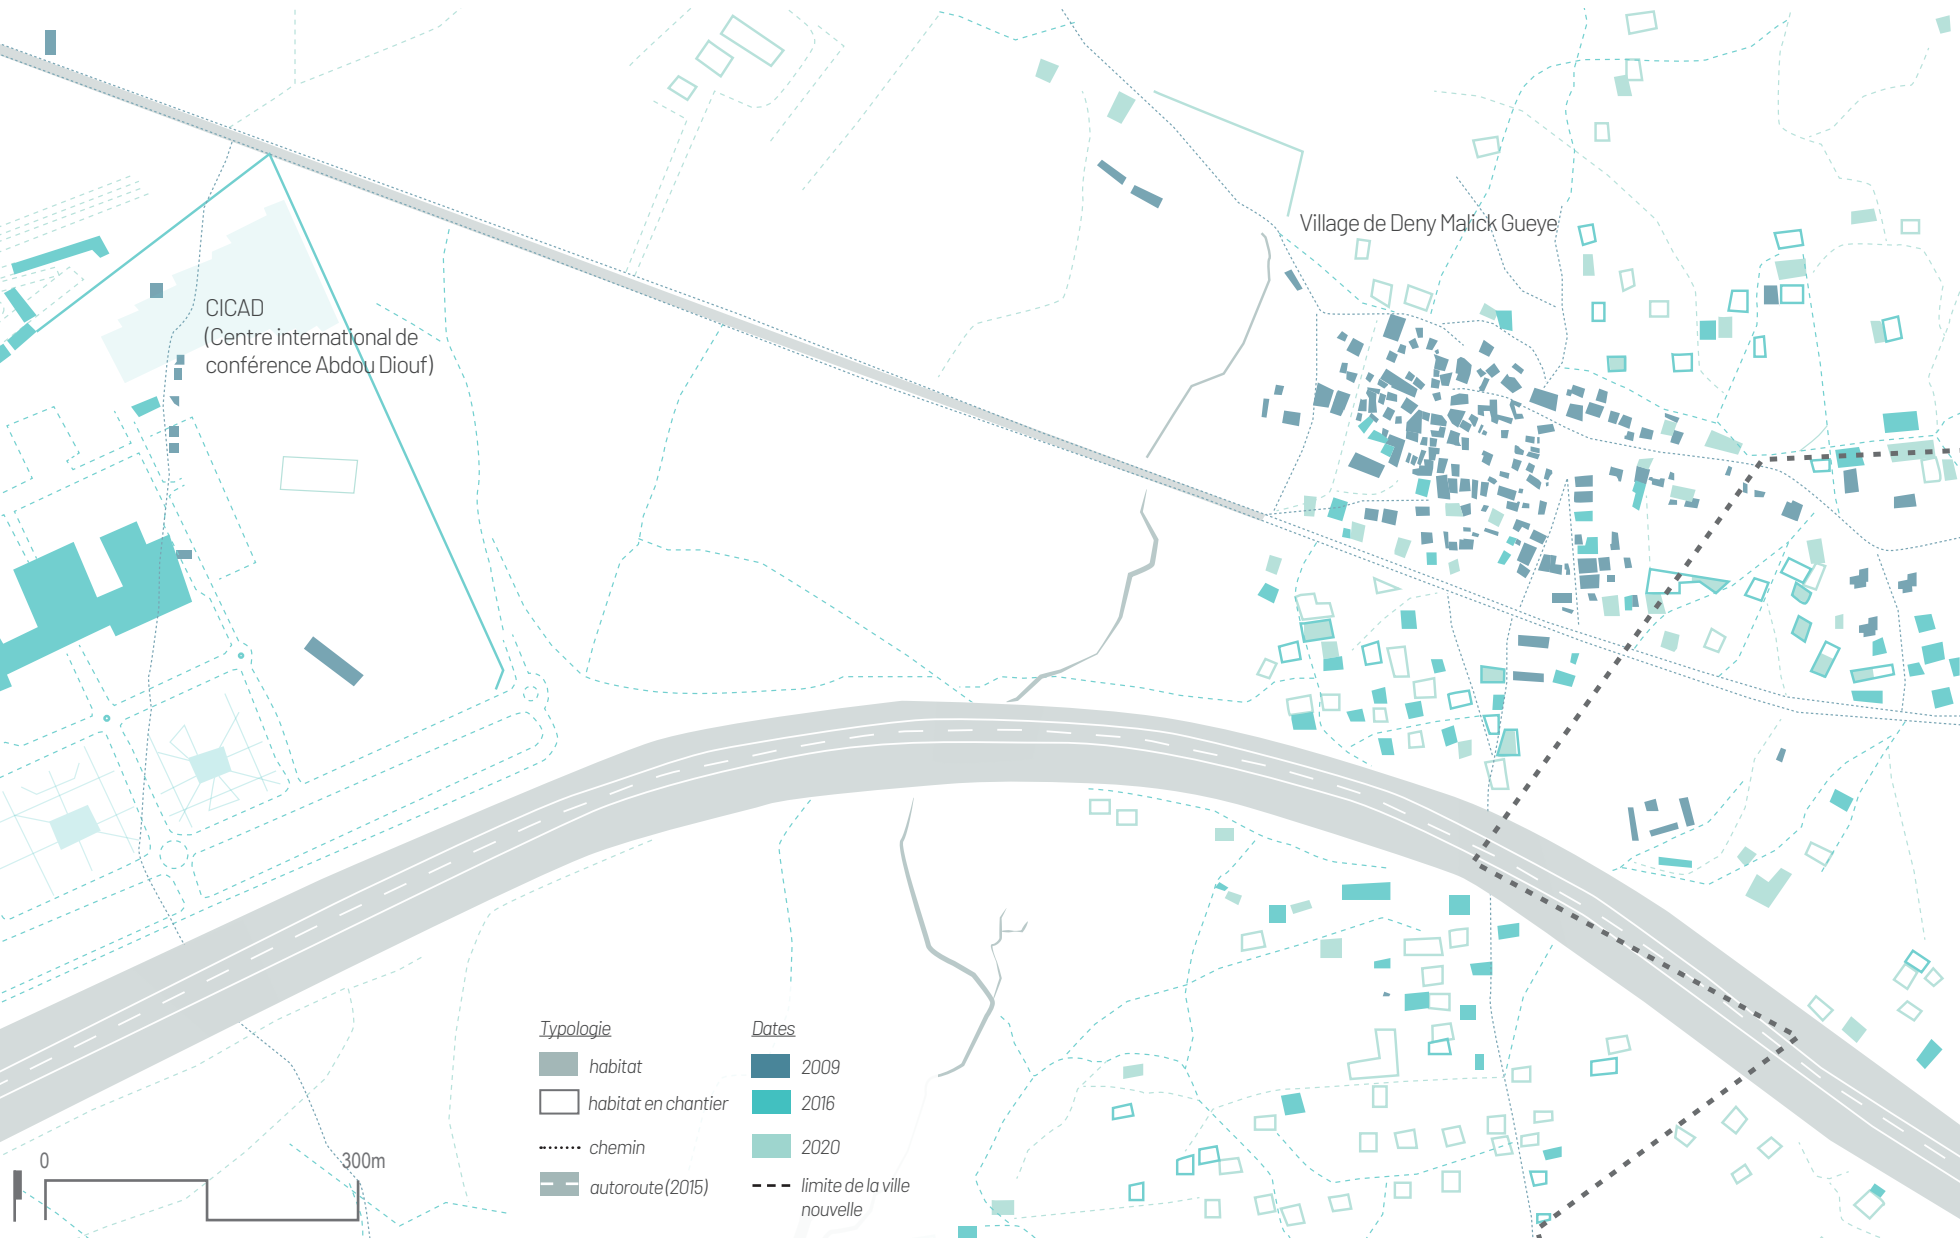 Village de Deny Malick Gueye
CICAD
(Centre international de
conférence Abdou Diouf)
Typologie
habitat
habitat en chantier
chemin
autoroute (2015)
Dates
2009
2016
2020
limite de la ville
nouvelle
0
300m